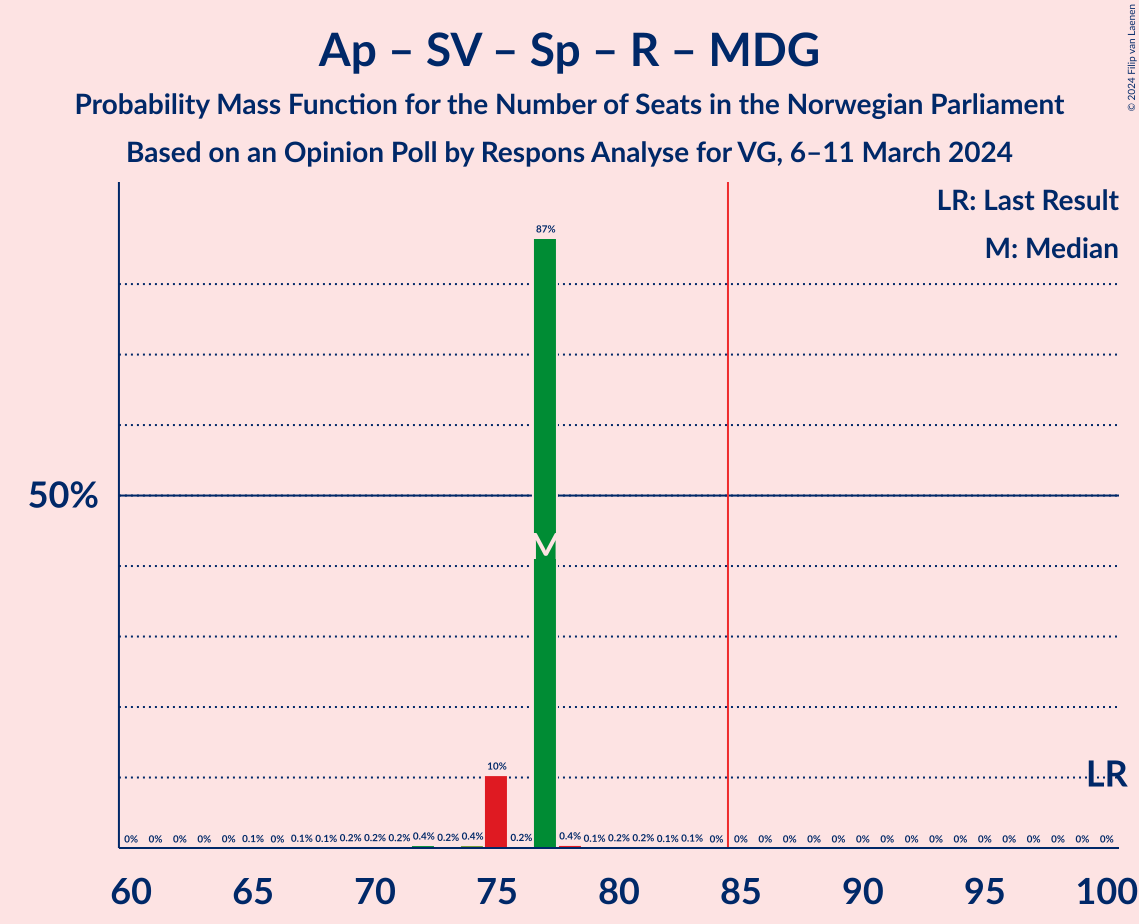 Ap – SV – Sp – R – MDG
Probability Mass Function for the Number of Seats in the Norwegian Parliament
Based on an Opinion Poll by Respons Analyse for VG, 6–11 March 2024
© 2024 Filip van Laenen
LR: Last Result
M: Median
87%
50%
M
10%
LR
0% 0% 0% 0% 0% 0.1% 0% 0.1% 0.1% 0.2% 0.2% 0.2% 0.4% 0.2% 0.4% 0.2% 0.4% 0.1% 0.2% 0.2% 0.1% 0.1% 0% 0% 0% 0% 0% 0% 0% 0% 0% 0% 0% 0% 0% 0% 0% 0% 0%
60 65 70 75 80 85 90 95 100